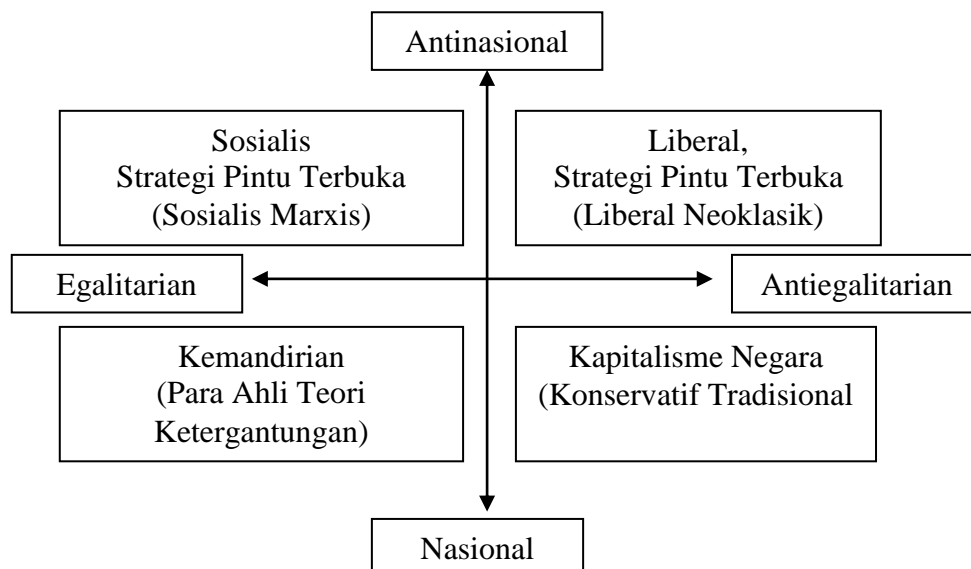 Antinasional
Sosialis
Strategi Pintu Terbuka
(Sosialis Marxis)
Liberal,
Strategi Pintu Terbuka
(Liberal Neoklasik)
Egalitarian
Antiegalitarian
Kemandirian
(Para Ahli Teori
Ketergantungan)
Kapitalisme Negara
(Konservatif Tradisional
Nasional